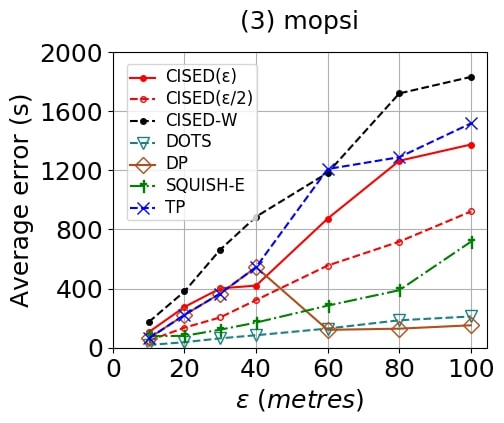 (3) mopsi
Average error (s)
2000
1600
1200
800
400
0
CISED(ε)
CISED(ε/2)
CISED-W
DOTS
DP
SQUISH-E
TP
0 20 40 60 80 100
ε (metres)